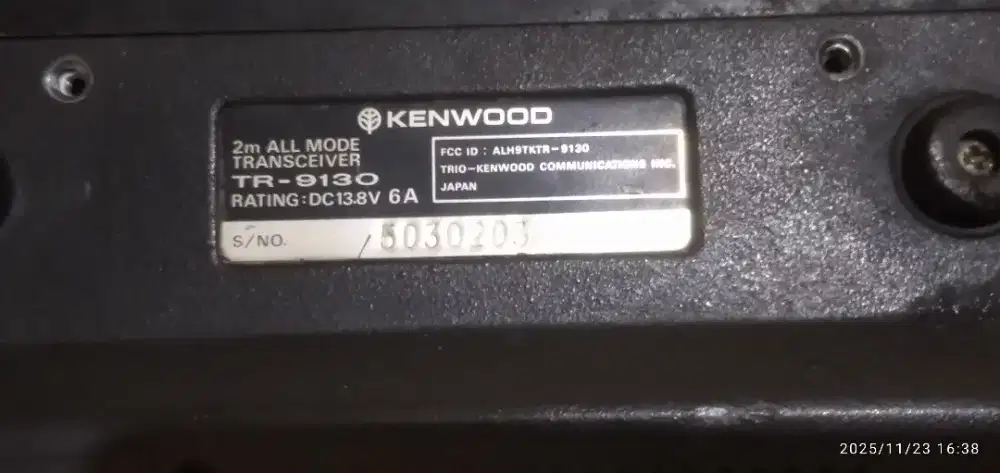 KENWOOD
2m ALL MODE
TRANSCEIVER
TR-9130
RATING:DC13.8V 6A
FCC ID : ALH9TKTR-9130
TRIO-KENWOOD COMMUNICATIONS INC.
JAPAN
S/NO. 5030203
2025/11/23 16:38